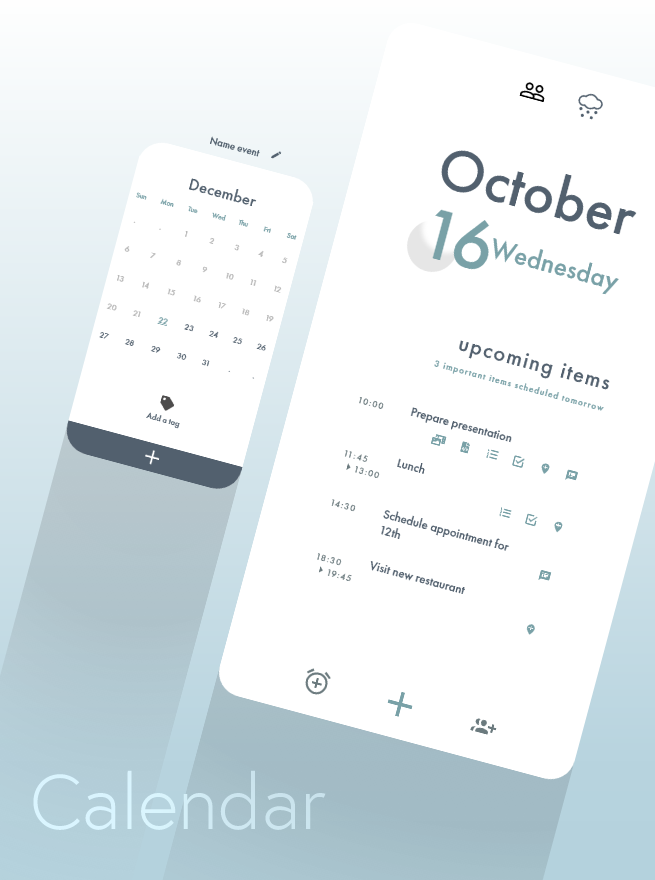 Name event
December
Sun Mon Tue Wed Thu Fri Sat
. . 1 2 3 4 5
6 7 8 9 10 11 12
13 14 15 16 17 18 19
20 21 22 23 24 25 26
27 28 29 30 31 . .
Add a tag
October
16 Wednesday
upcoming items
3 important items scheduled tomorrow
10:00 Prepare presentation
11:45 Lunch
13:00
14:30 Schedule appointment for
12th
18:30 Visit new restaurant
19:45
Calendar